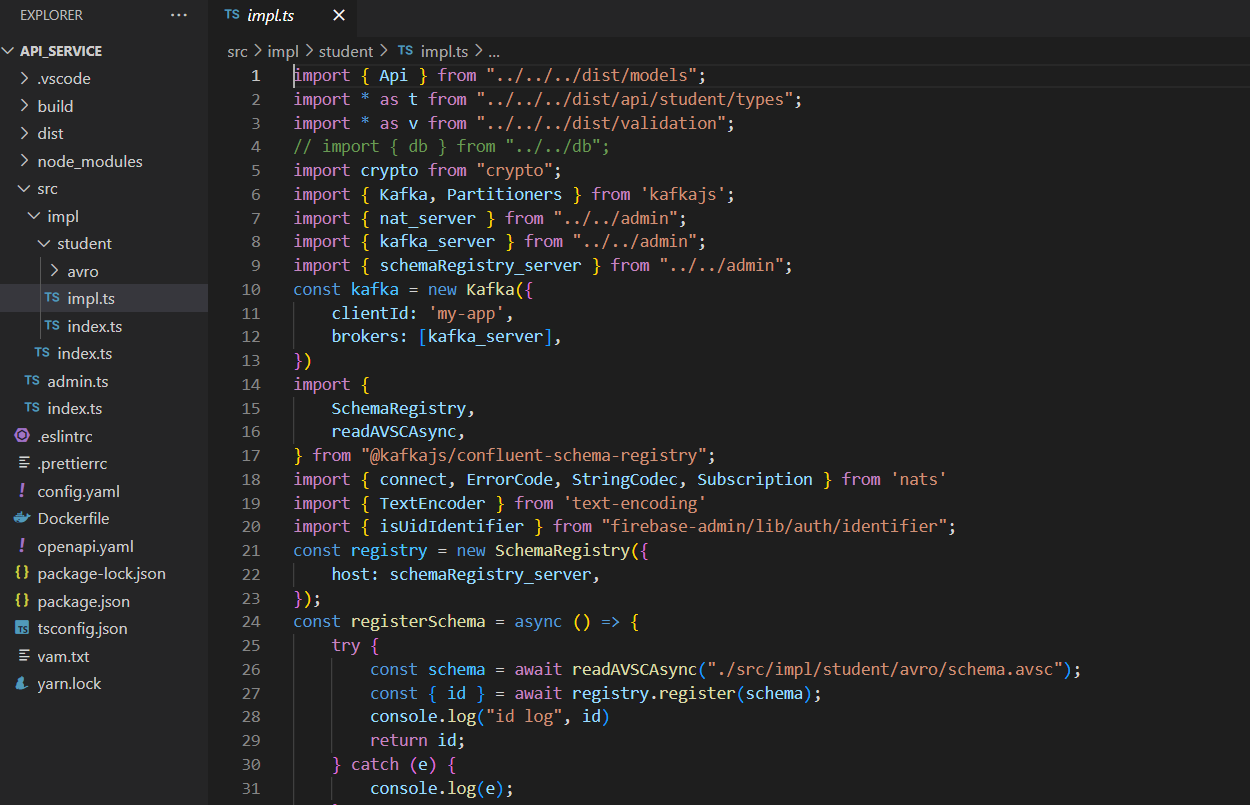 EXPLORER
...
API_SERVICE
.vscode
build
dist
node_modules
src
impl
student
avro
TS impl.ts
TS index.ts
TS index.ts
TS admin.ts
TS index.ts
.eslintrc
.prettierrc
! config.yaml
Dockerfile
! openapi.yaml
{} package-lock.json
{} package.json
TS tsconfig.json
vam.txt
yarn.lock
TS impl.ts
src > impl > student > TS impl.ts > ...
1 import { Api } from "../../../dist/models";
2 import * as t from "../../../dist/api/student/types";
3 import * as v from "../../../dist/validation";
4 // import { db } from "../../db";
5 import crypto from "crypto";
6 import { Kafka, Partitioners } from 'kafkajs';
7 import { nat_server } from "../../admin";
8 import { kafka_server } from "../../admin";
9 import { schemaRegistry_server } from "../../admin";
10 const kafka = new Kafka({
11     clientId: 'my-app',
12     brokers: [kafka_server],
13 })
14 import {
15     SchemaRegistry,
16     readAVSCAsync,
17 } from "@kafkajs/confluent-schema-registry";
18 import { connect, ErrorCode, StringCodec, Subscription } from 'nats'
19 import { TextEncoder } from 'text-encoding'
20 import { isUidIdentifier } from "firebase-admin/lib/auth/identifier";
21 const registry = new SchemaRegistry({
22     host: schemaRegistry_server,
23 });
24 const registerSchema = async () => {
25     try {
26         const schema = await readAVSCAsync("./src/impl/student/avro/schema.avsc");
27         const { id } = await registry.register(schema);
28         console.log("id log", id)
29         return id;
30     } catch (e) {
31         console.log(e);